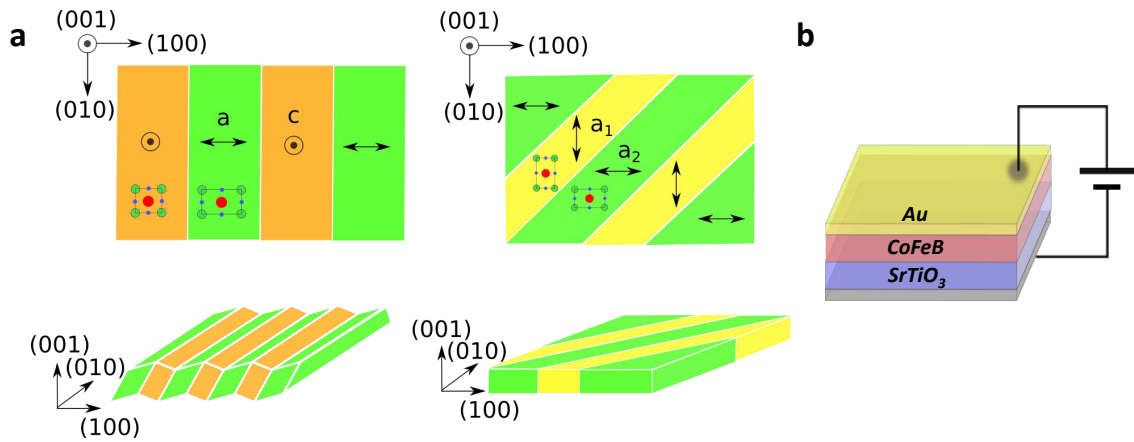 a
(001)
(100)
(010)
a
c
(001)
(100)
(010)
a1
a2
b
Au
CoFeB
SrTiO3
(001)
(010)
(100)
(001)
(010)
(100)